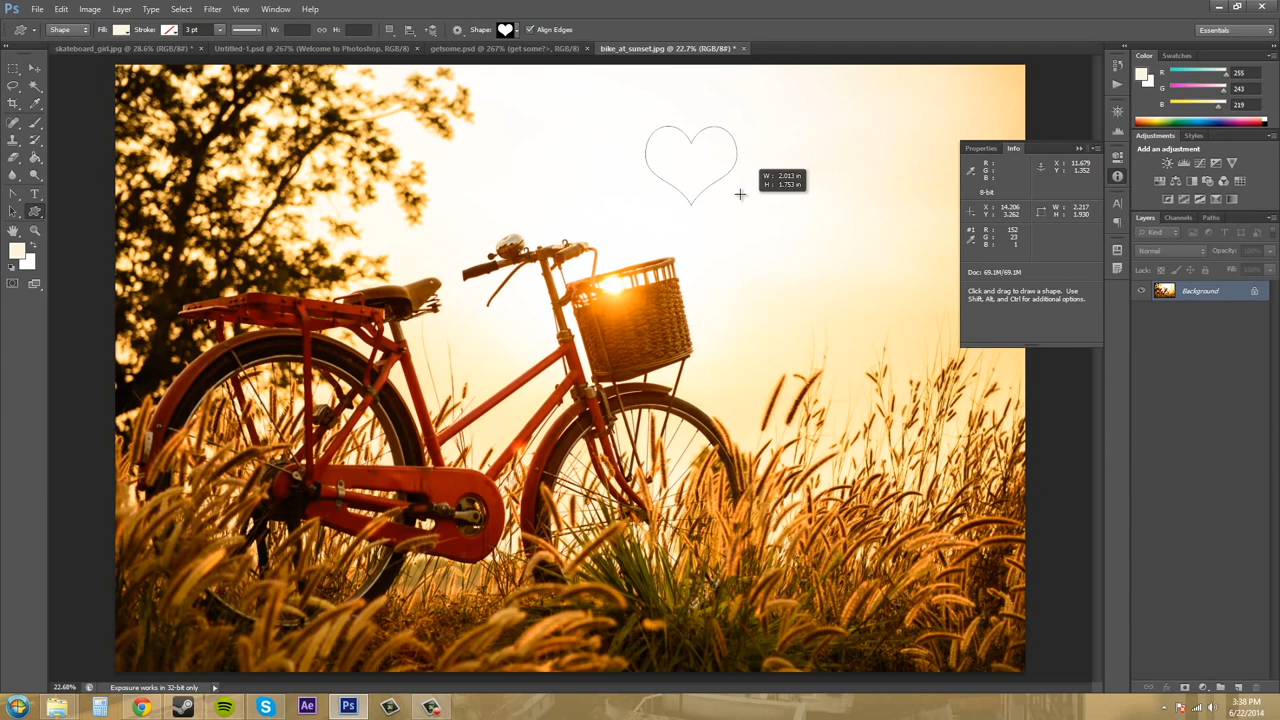 Ps File Edit Image Layer Type Select Filter View Window Help
Shape Fill: Stroke: 3 pt W: H: Shape: Align Edges Essentials
skateboard_girl.jpg @ 28.6% (RGB/8#) * × Untitled-1.psd @ 267% (Welcome to Photoshop, RGB/8) × getsome.psd @ 267% (get some?>, RGB/8) × bike_at_sunset.jpg @ 22.7% (RGB/8#) * ×
Color Swatches
R 255
G 243
B 219
Adjustments Styles
Add an adjustment
Properties Info
R :
G :
B :
8-bit
X : 11.679
Y : 1.352
X : 14.206
Y : 3.262
W : 2.217
H : 1.930
#1 R : 152
G : 23
B : 1
Doc: 69.1M/69.1M
Click and drag to draw a shape. Use
Shift, Alt, and Ctrl for additional options.
W : 2.013 in
H : 1.753 in
Layers Channels Paths
Kind
Normal Opacity: 100%
Locks: Fill: 100%
Background
22.68% Exposure works in 32-bit only
Ae Ps
3:38 PM
6/22/2014